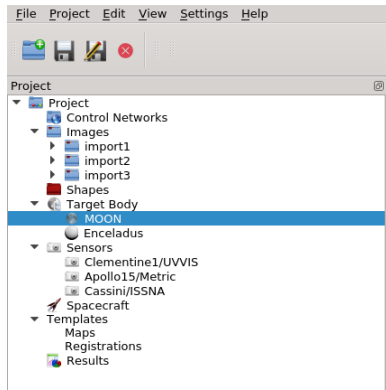 File Project Edit View Settings Help
Project
Project
Control Networks
Images
import1
import2
import3
Shapes
Target Body
MOON
Enceladus
Sensors
Clementine1/UVVIS
Apollo15/Metric
Cassini/ISSNA
Spacecraft
Templates
Maps
Registrations
Results